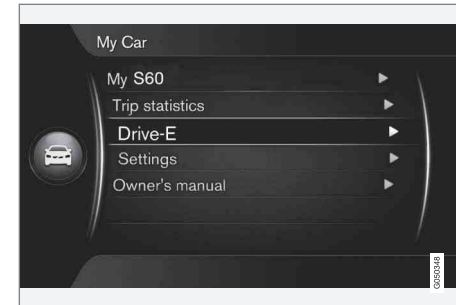 My Car
My S60
Trip statistics
Drive-E
Settings
Owner's manual
G050348